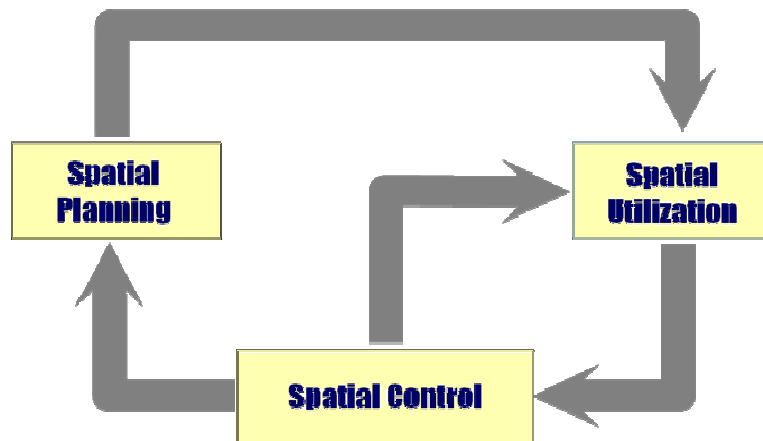 Spatial
Planning
Spatial
Utilization
Spatial Control